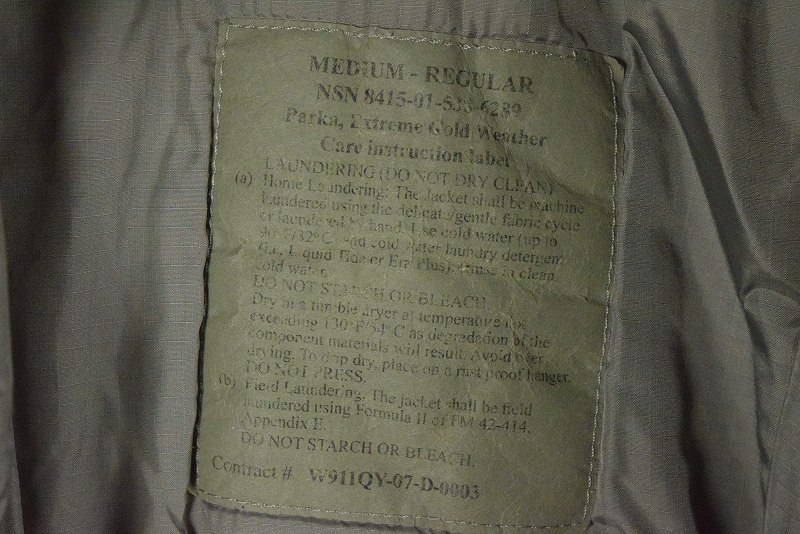 MEDIUM - REGULAR
NSN 8415-01-533-6289
Parka, Extreme Cold Weather
Care instruction label
LAUNDERING (DO NOT DRY CLEAN)
(a) Home Laundering: The Jacket shall be machine
laundered using the delicate/gentle fabric cycle
or laundered by hand. Use cold water (up to
90°F/32°C) and cold water laundry detergent
(i.e. Liquid Tide or Era Plus); rinse in clean,
cold water.
DO NOT STARCH OR BLEACH.
Dry in a tumble dryer at temperature not
exceeding 130°F/54°C as degradation of the
component materials will result. Avoid over
drying. To drip dry, place on a rust proof hanger.
DO NOT PRESS.
(b) Field Laundering: The jacket shall be field
laundered using Formula II of FM 42-414,
Appendix E.
DO NOT STARCH OR BLEACH.
Contract # W911QY-07-D-0003